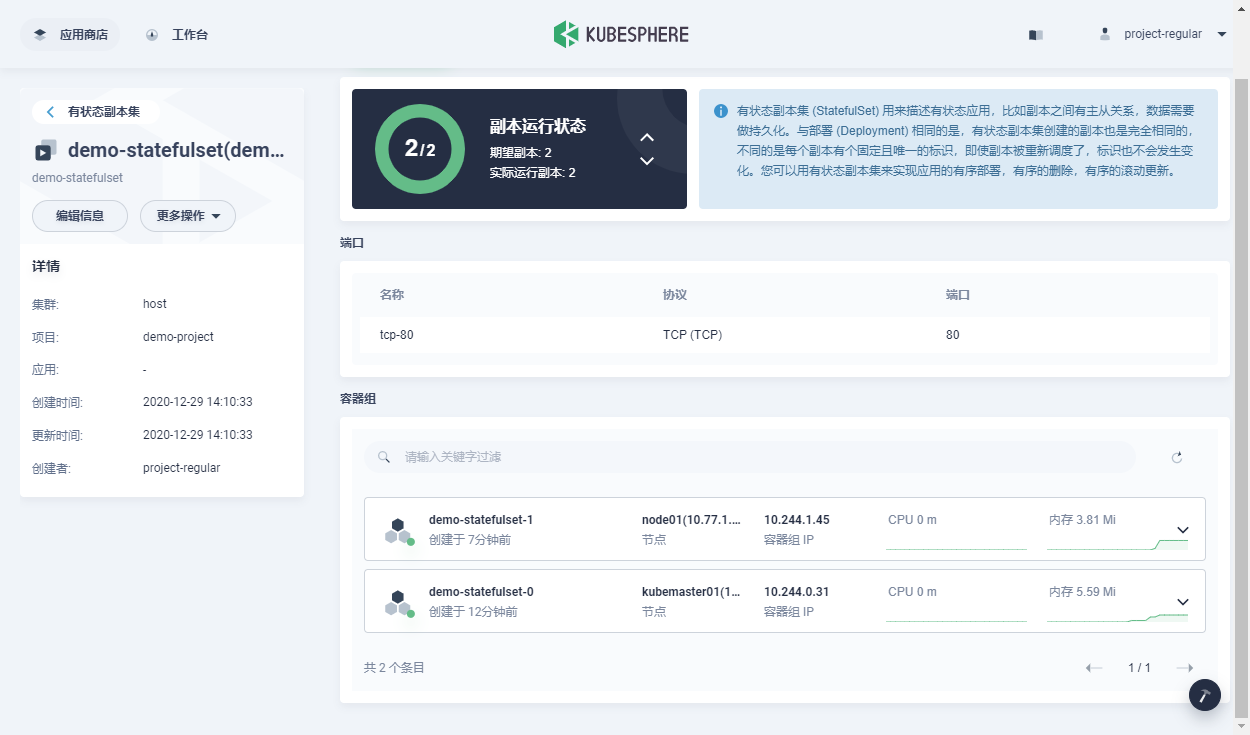 应用商店
工作台
KUBESPHERE
project-regular
有状态副本集
demo-statefulset(dem...
demo-statefulset
编辑信息
更多操作
详情
集群: host
项目: demo-project
应用: -
创建时间: 2020-12-29 14:10:33
更新时间: 2020-12-29 14:10:33
创建者: project-regular
2/2
副本运行状态
期望副本: 2
实际运行副本: 2
有状态副本集 (StatefulSet) 用来描述有状态应用，比如副本之间有主从关系，数据需要
做持久化。与部署 (Deployment) 相同的是，有状态副本集创建的副本也是完全相同的，
不同的是每个副本有个固定且唯一的标识，即使副本被重新调度了，标识也不会发生变
化。您可以用有状态副本集来实现应用的有序部署，有序的删除，有序的滚动更新。
端口
名称 协议 端口
tcp-80 TCP (TCP) 80
容器组
请输入关键字过滤
demo-statefulset-1 node01(10.77.1.... 10.244.1.45 CPU 0 m 内存 3.81 Mi
创建于 7分钟前 节点 容器组 IP
demo-statefulset-0 kubemaster01(1... 10.244.0.31 CPU 0 m 内存 5.59 Mi
创建于 12分钟前 节点 容器组 IP
共 2 个条目 1 / 1